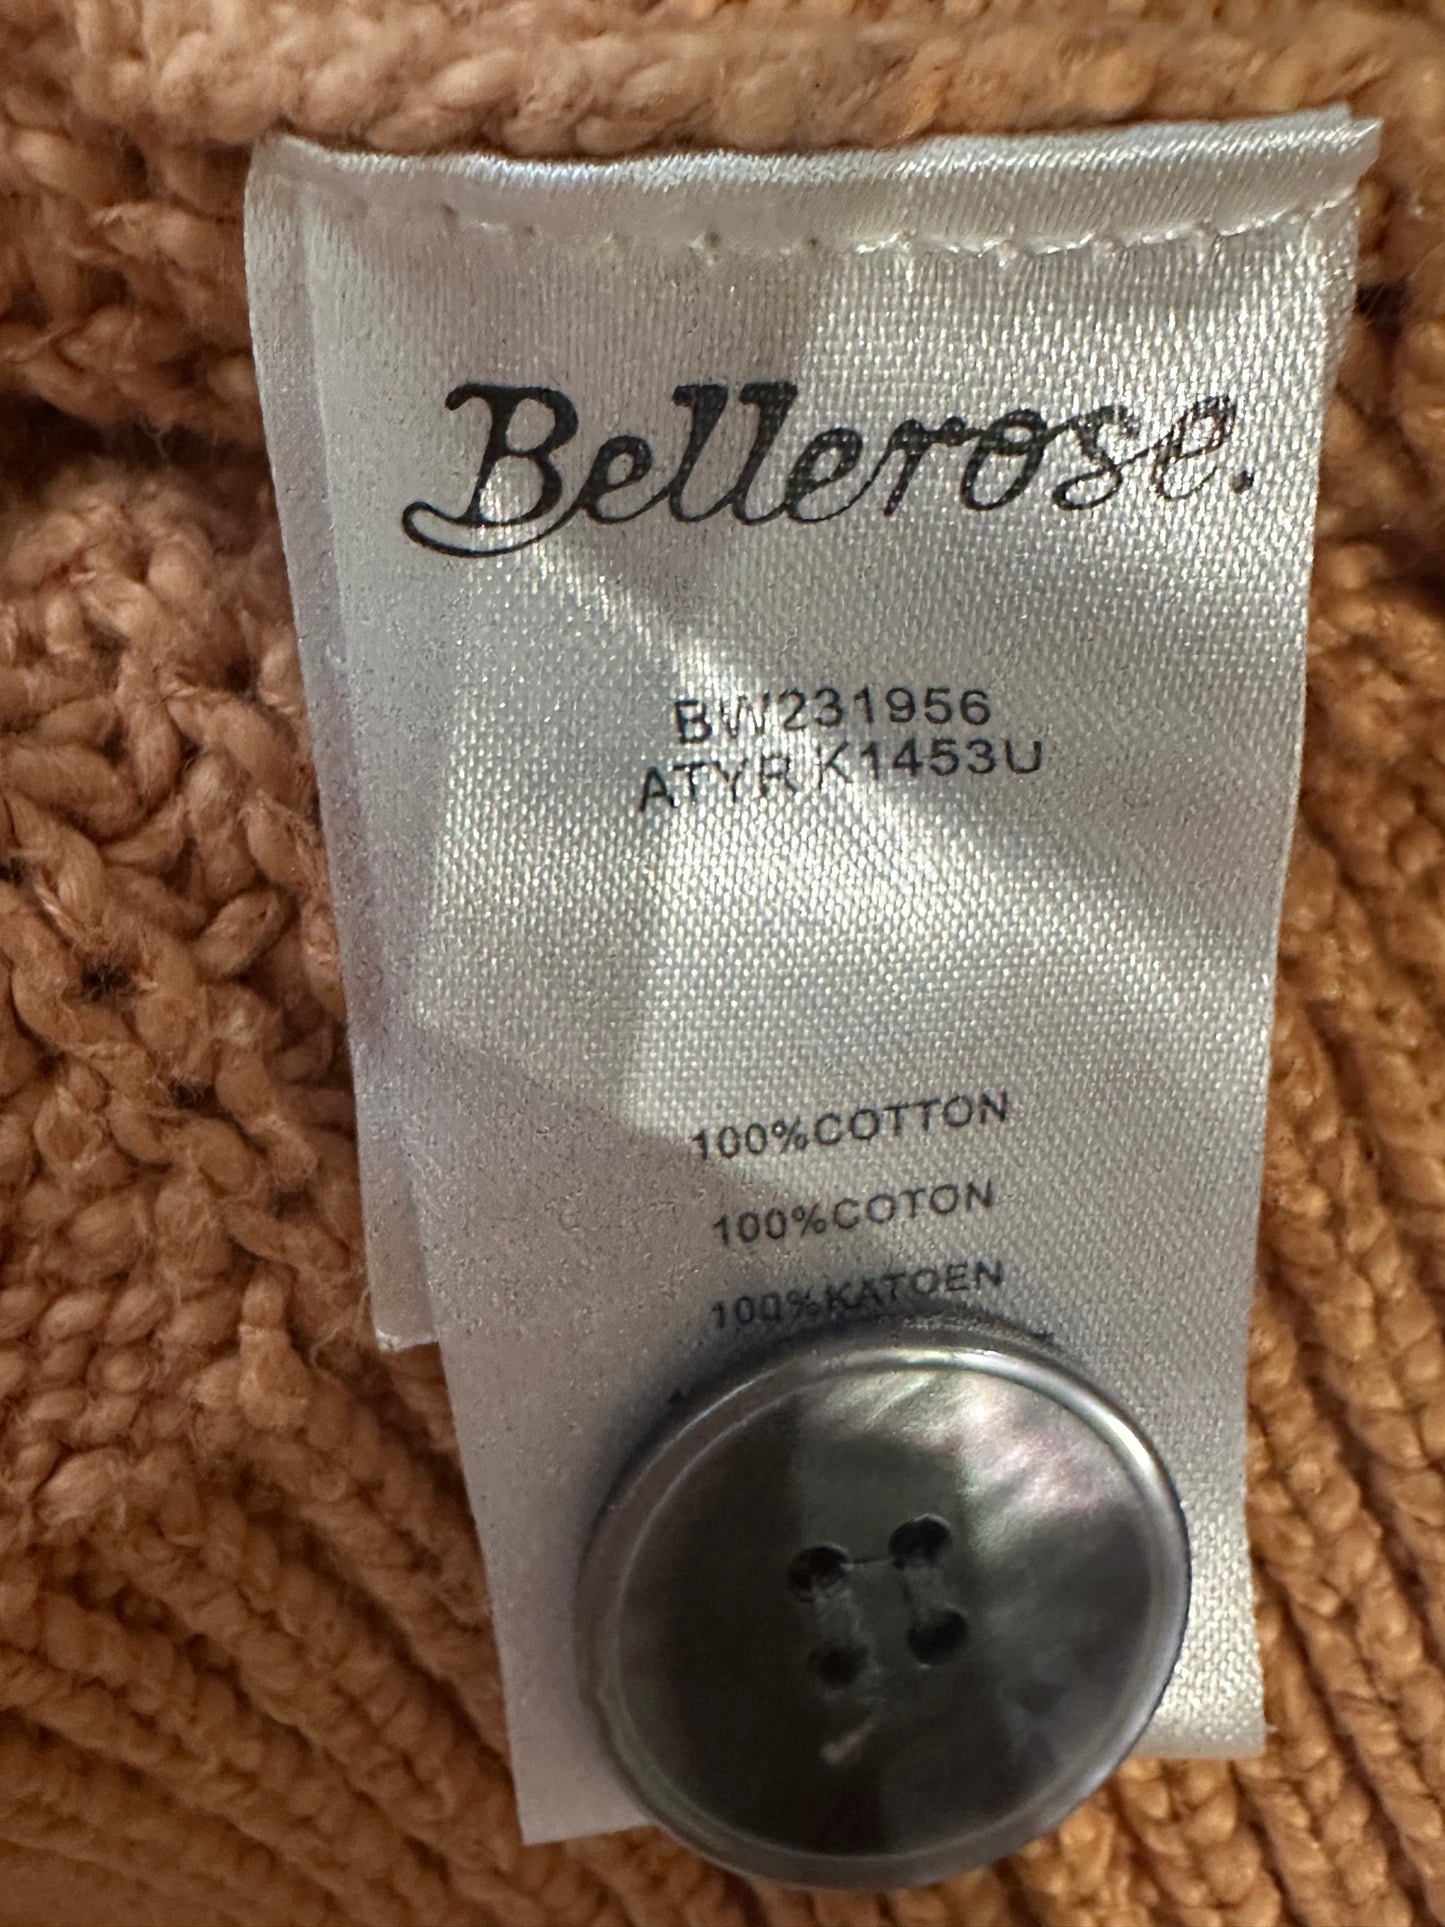 Bellerose.
BW231956
ATYR K1453U
100%COTTON
100%COTON
100%KATOEN